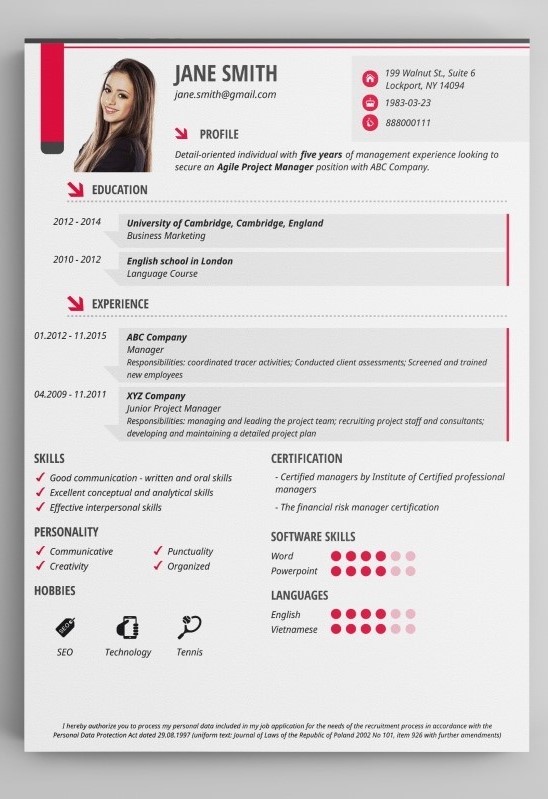 JANE SMITH
jane.smith@gmail.com
199 Walnut St., Suite 6
Lockport, NY 14094
1983-03-23
888000111
PROFILE
Detail-oriented individual with five years of management experience looking to
secure an Agile Project Manager position with ABC Company.
EDUCATION
2012 - 2014
University of Cambridge, Cambridge, England
Business Marketing
2010 - 2012
English school in London
Language Course
EXPERIENCE
01.2012 - 11.2015
ABC Company
Manager
Responsibilities: coordinated tracer activities; Conducted client assessments; Screened and trained
new employees
04.2009 - 11.2011
XYZ Company
Junior Project Manager
Responsibilities: managing and leading the project team; recruiting project staff and consultants;
developing and maintaining a detailed project plan
SKILLS
Good communication - written and oral skills
Excellent conceptual and analytical skills
Effective interpersonal skills
PERSONALITY
Communicative
Punctuality
Creativity
Organized
HOBBIES
SEO
SEO
Technology
Tennis
CERTIFICATION
- Certified managers by Institute of Certified professional
managers
- The financial risk manager certification
SOFTWARE SKILLS
Word
Powerpoint
LANGUAGES
English
Vietnamese
I hereby authorize you to process my personal data included in my job application for the needs of the recruitment process in accordance with the
Personal Data Protection Act dated 29.08.1997 (uniform text: Journal of Laws of the Republic of Poland 2002 No 101, item 926 with further amendments)